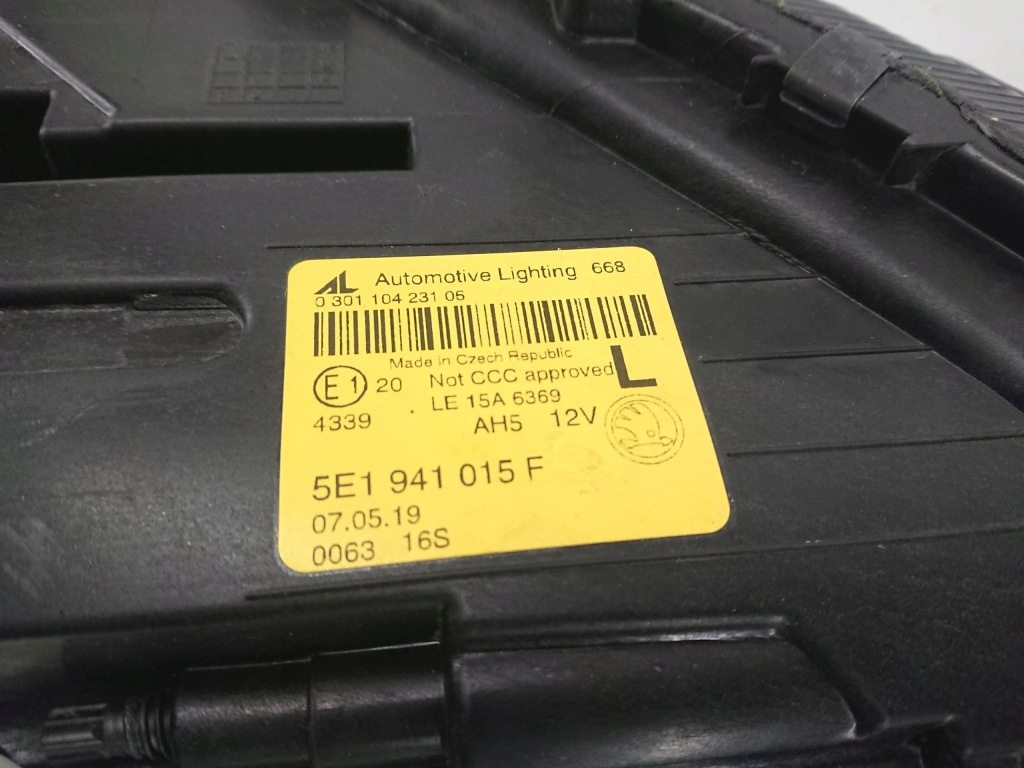 AL Automotive Lighting 668
0 301 104 231 06
Made in Czech Republic
E1 20 Not CCC approved L
LE 15A 6369
4339 AH5 12V
5E1 941 015 F
07.05.19
0063 16S